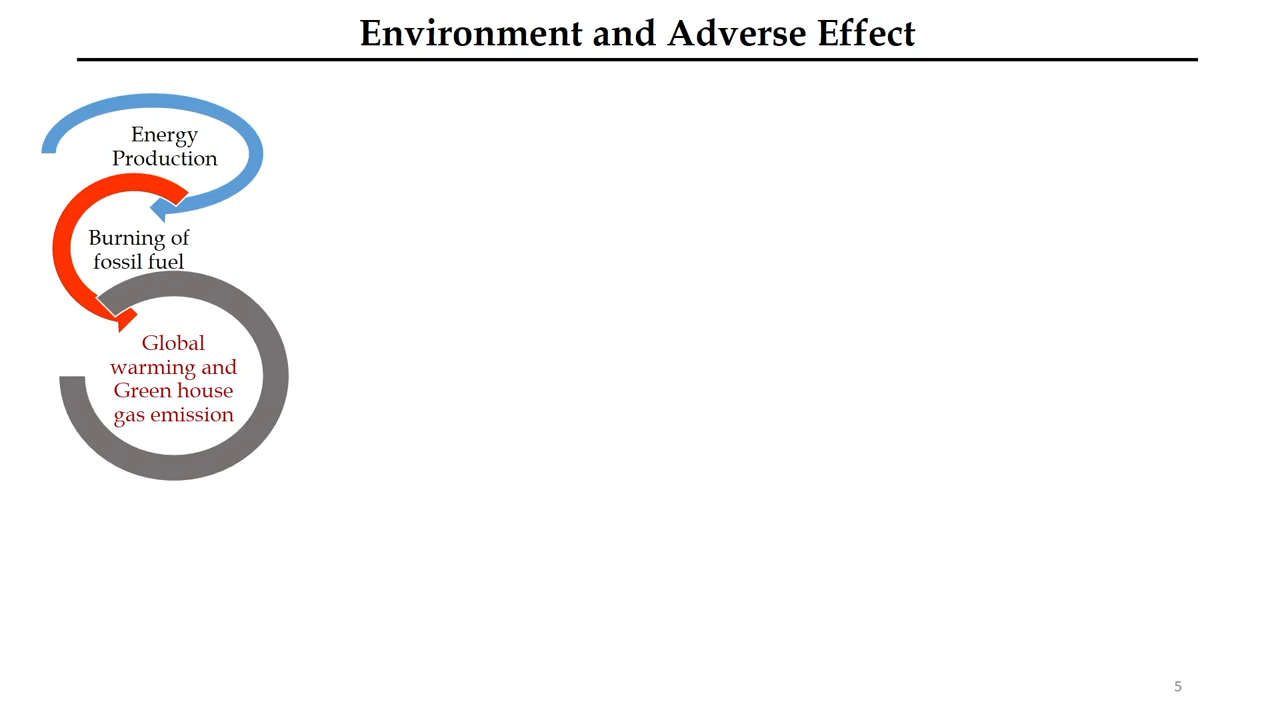 Environment and Adverse Effect
Energy
Production
Burning of
fossil fuel
Global
warming and
Green house
gas emission
5